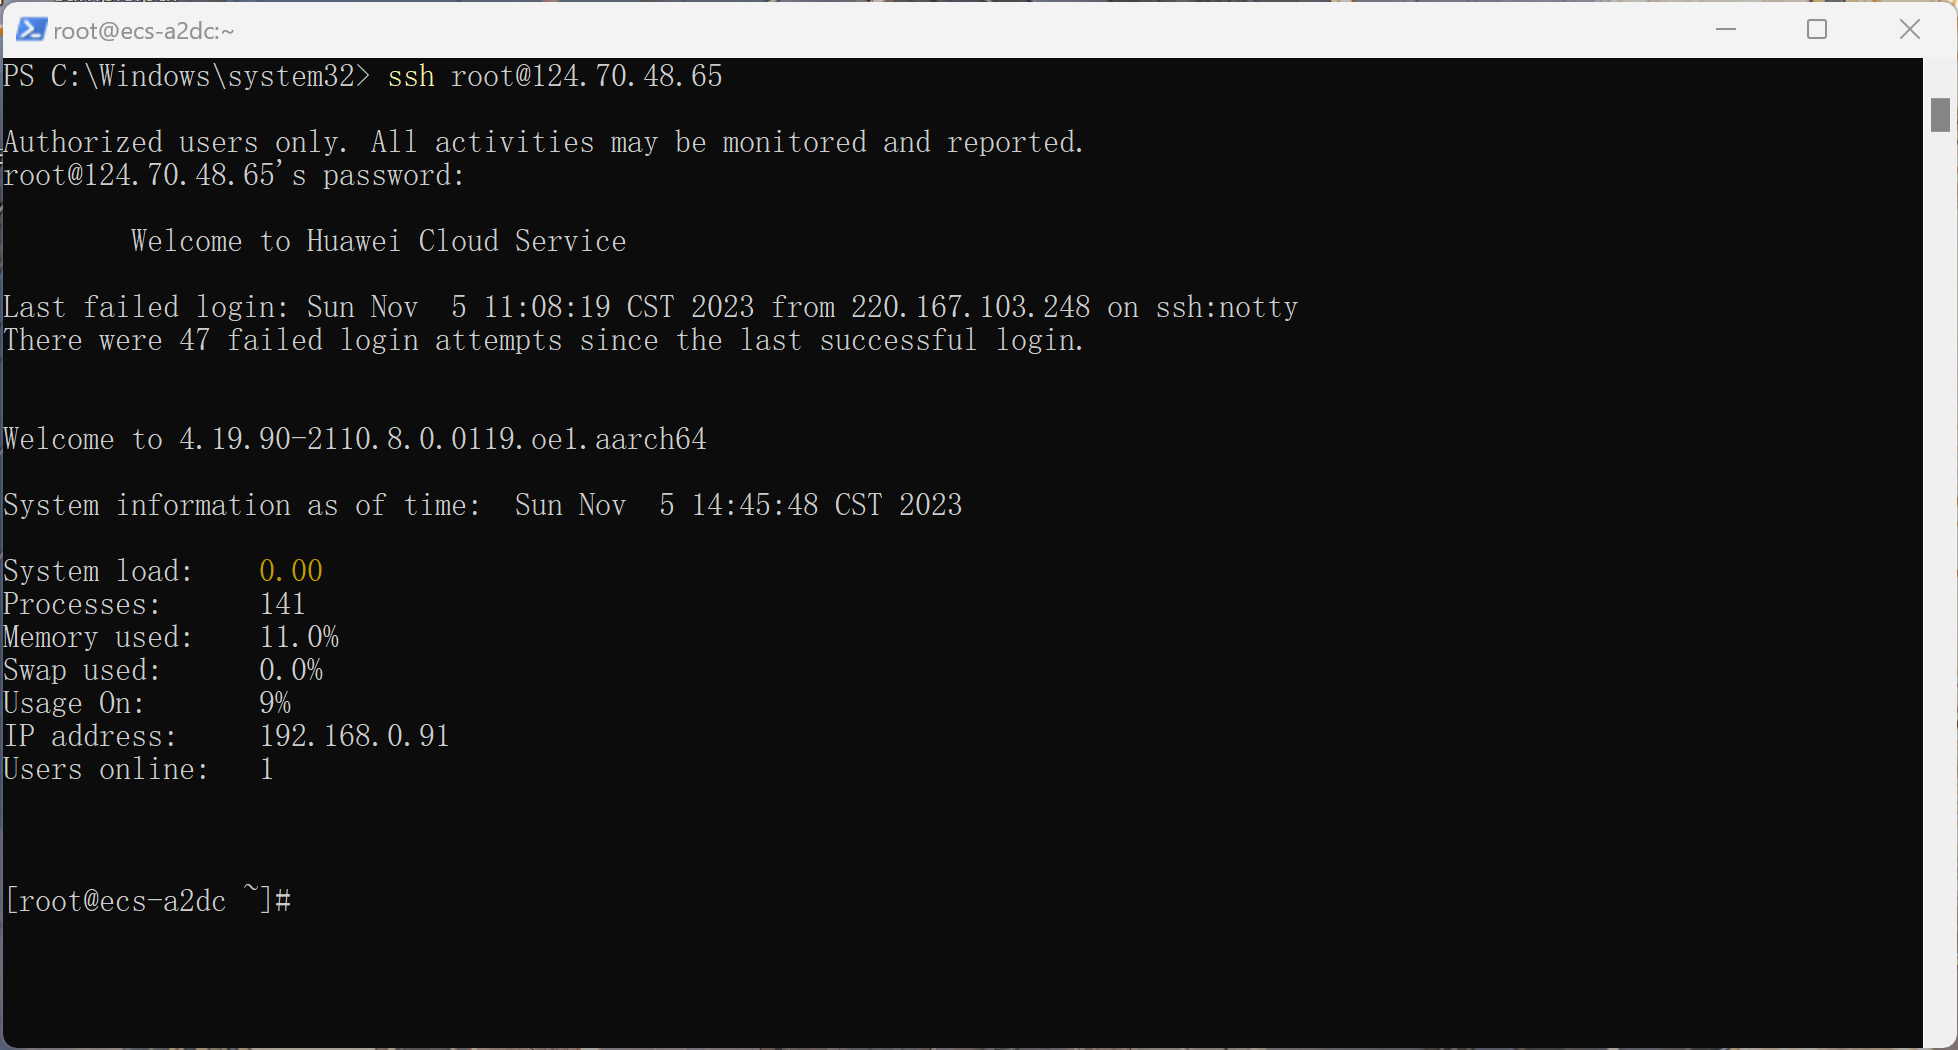 root@ecs-a2dc:~
PS C:\Windows\system32> ssh root@124.70.48.65
Authorized users only. All activities may be monitored and reported.
root@124.70.48.65's password:
Welcome to Huawei Cloud Service
Last failed login: Sun Nov  5 11:08:19 CST 2023 from 220.167.103.248 on ssh:notty
There were 47 failed login attempts since the last successful login.
Welcome to 4.19.90-2110.8.0.0119.oe1.aarch64
System information as of time:  Sun Nov  5 14:45:48 CST 2023
System load:    0.00
Processes:      141
Memory used:    11.0%
Swap used:      0.0%
Usage On:       9%
IP address:     192.168.0.91
Users online:   1
[root@ecs-a2dc ~]#